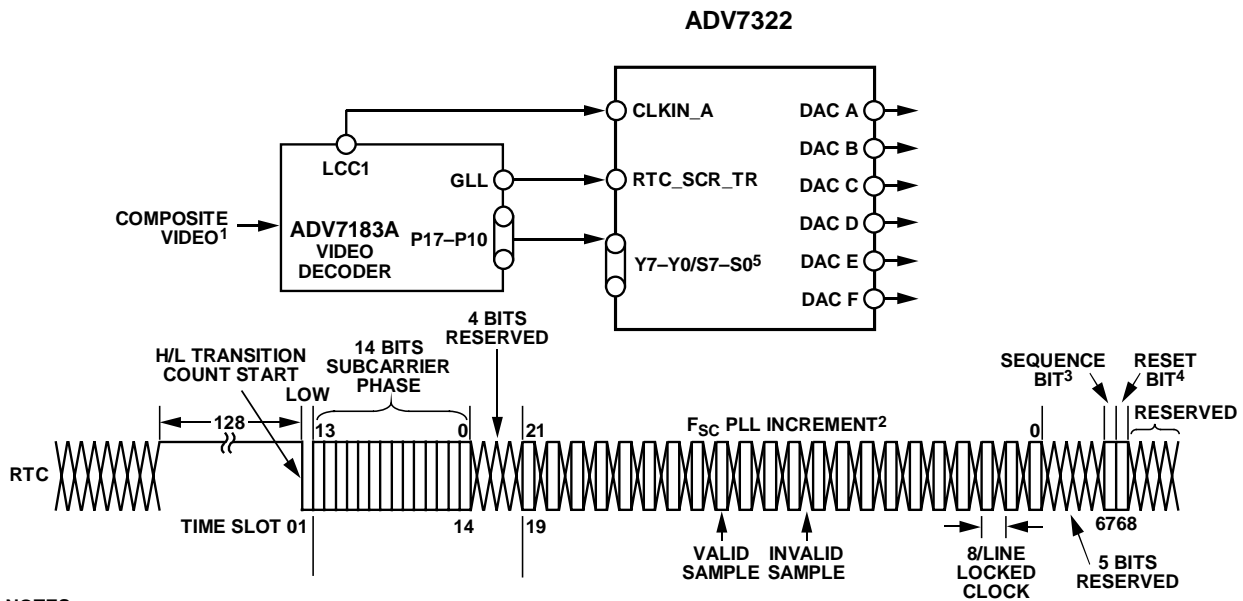 ADV7322
CLKIN_A
DAC A
LCC1
DAC B
GLL
RTC_SCR_TR
DAC C
COMPOSITE
VIDEO1
ADV7183A
VIDEO
DECODER
P17–P10
DAC D
Y7–Y0/S7–S05
DAC E
DAC F
4 BITS
RESERVED
H/L TRANSITION
COUNT START
14 BITS
SUBCARRIER
PHASE
SEQUENCE
BIT3
RESET
BIT4
LOW
RESERVED
128
13
0
21
FSC PLL INCREMENT2
0
RTC
TIME SLOT 01
14
19
6768
VALID
SAMPLE
INVALID
SAMPLE
8/LINE
LOCKED
CLOCK
5 BITS
RESERVED